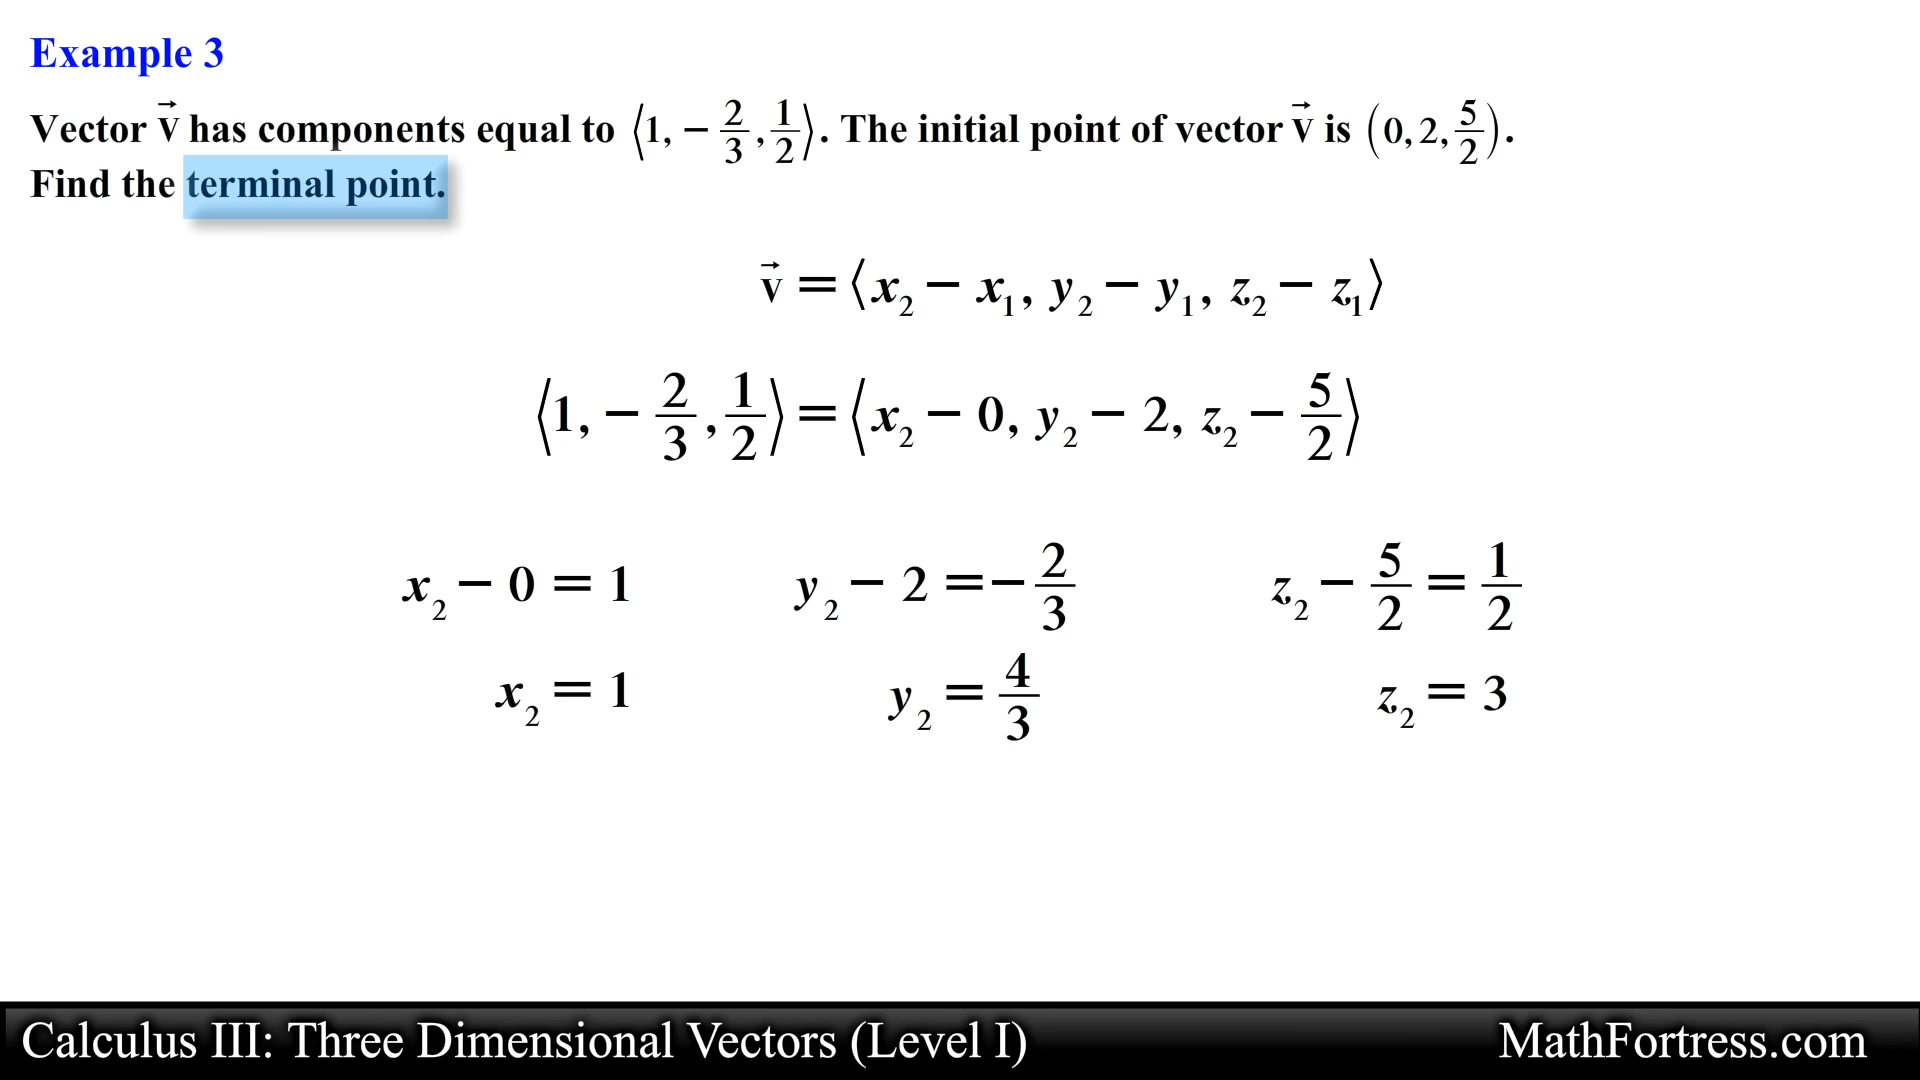 Example 3
Vector v⃗ has components equal to ⟨1, −2/3, 1/2⟩. The initial point of vector v⃗ is (0, 2, 5/2).
Find the terminal point.
v⃗ = ⟨x₂ − x₁, y₂ − y₁, z₂ − z₁⟩
⟨1, −2/3, 1/2⟩ = ⟨x₂ − 0, y₂ − 2, z₂ − 5/2⟩
x₂ − 0 = 1 y₂ − 2 = −2/3 z₂ − 5/2 = 1/2
x₂ = 1 y₂ = 4/3 z₂ = 3
Calculus III: Three Dimensional Vectors (Level I) MathFortress.com